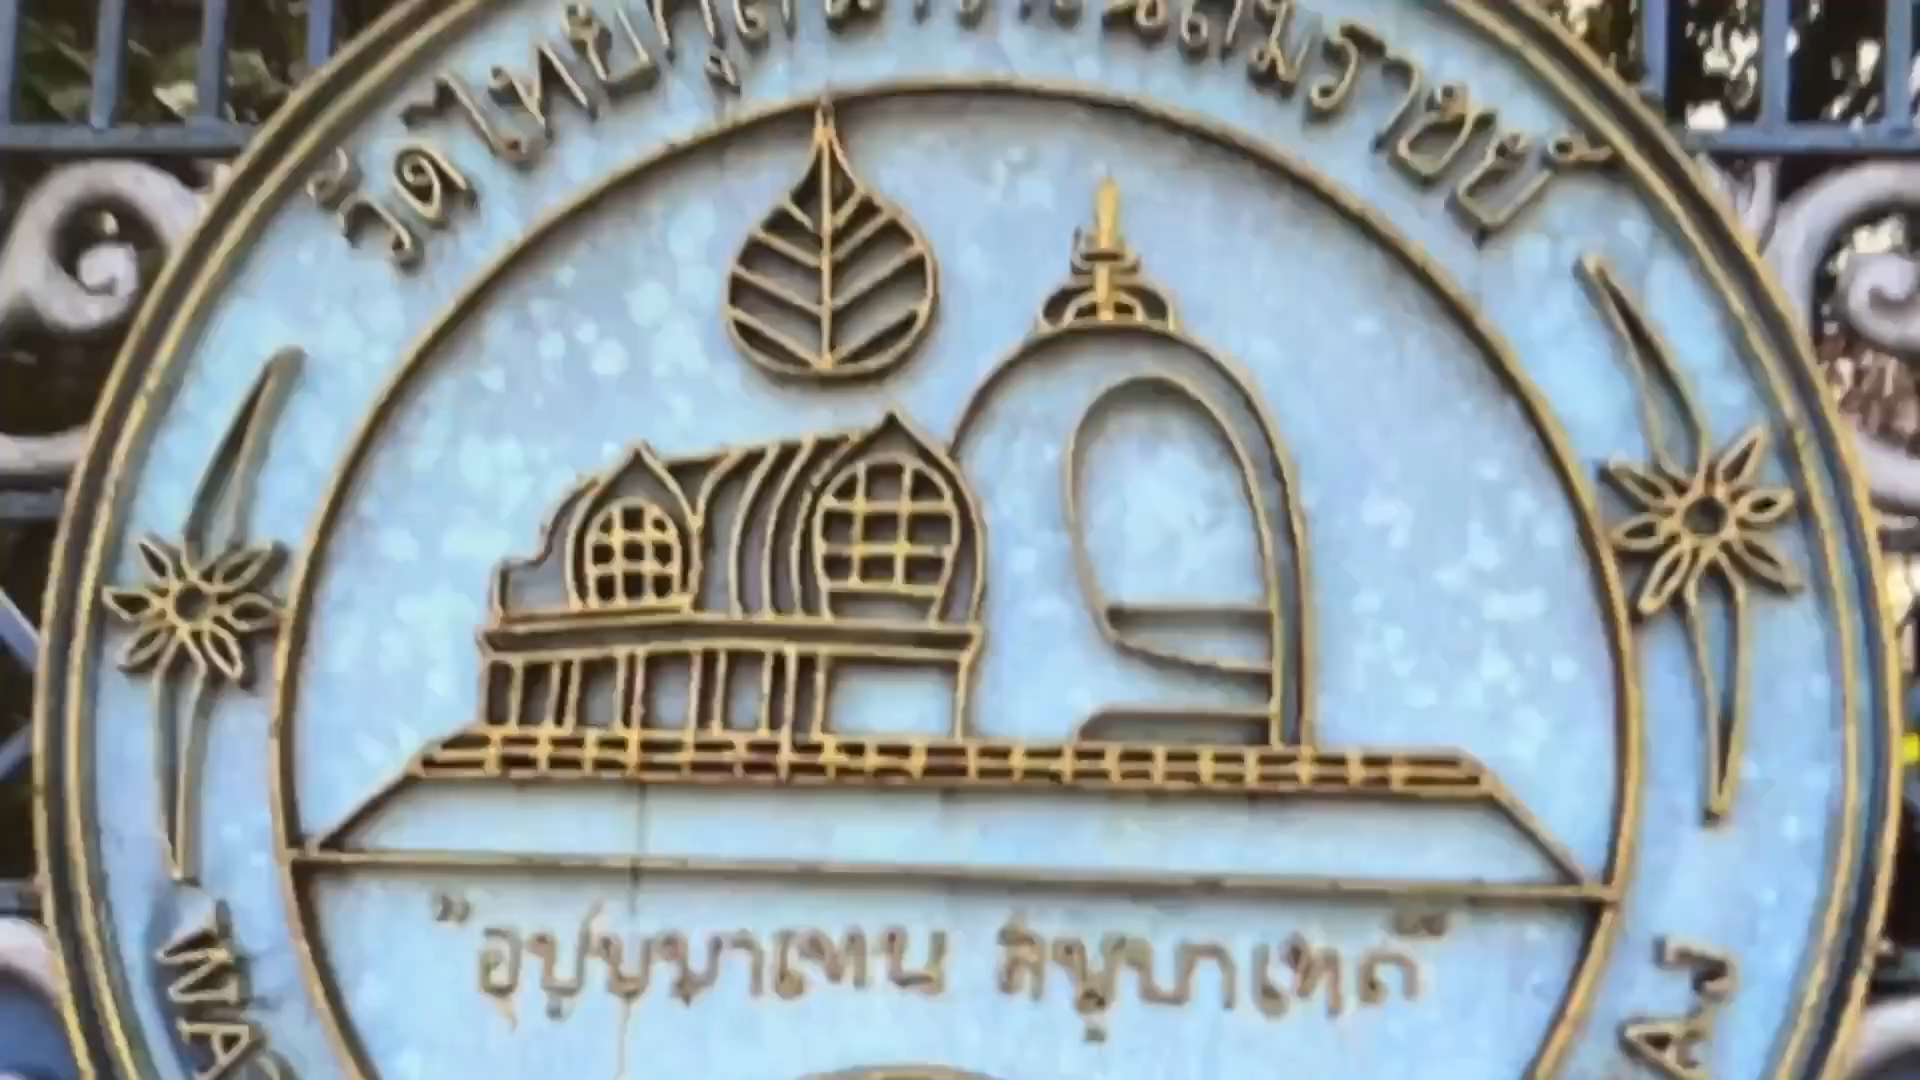 วัดไทยกุสินาราเฉลิมราชย์
"อปฺปมาเทน สมฺปาเทถ"